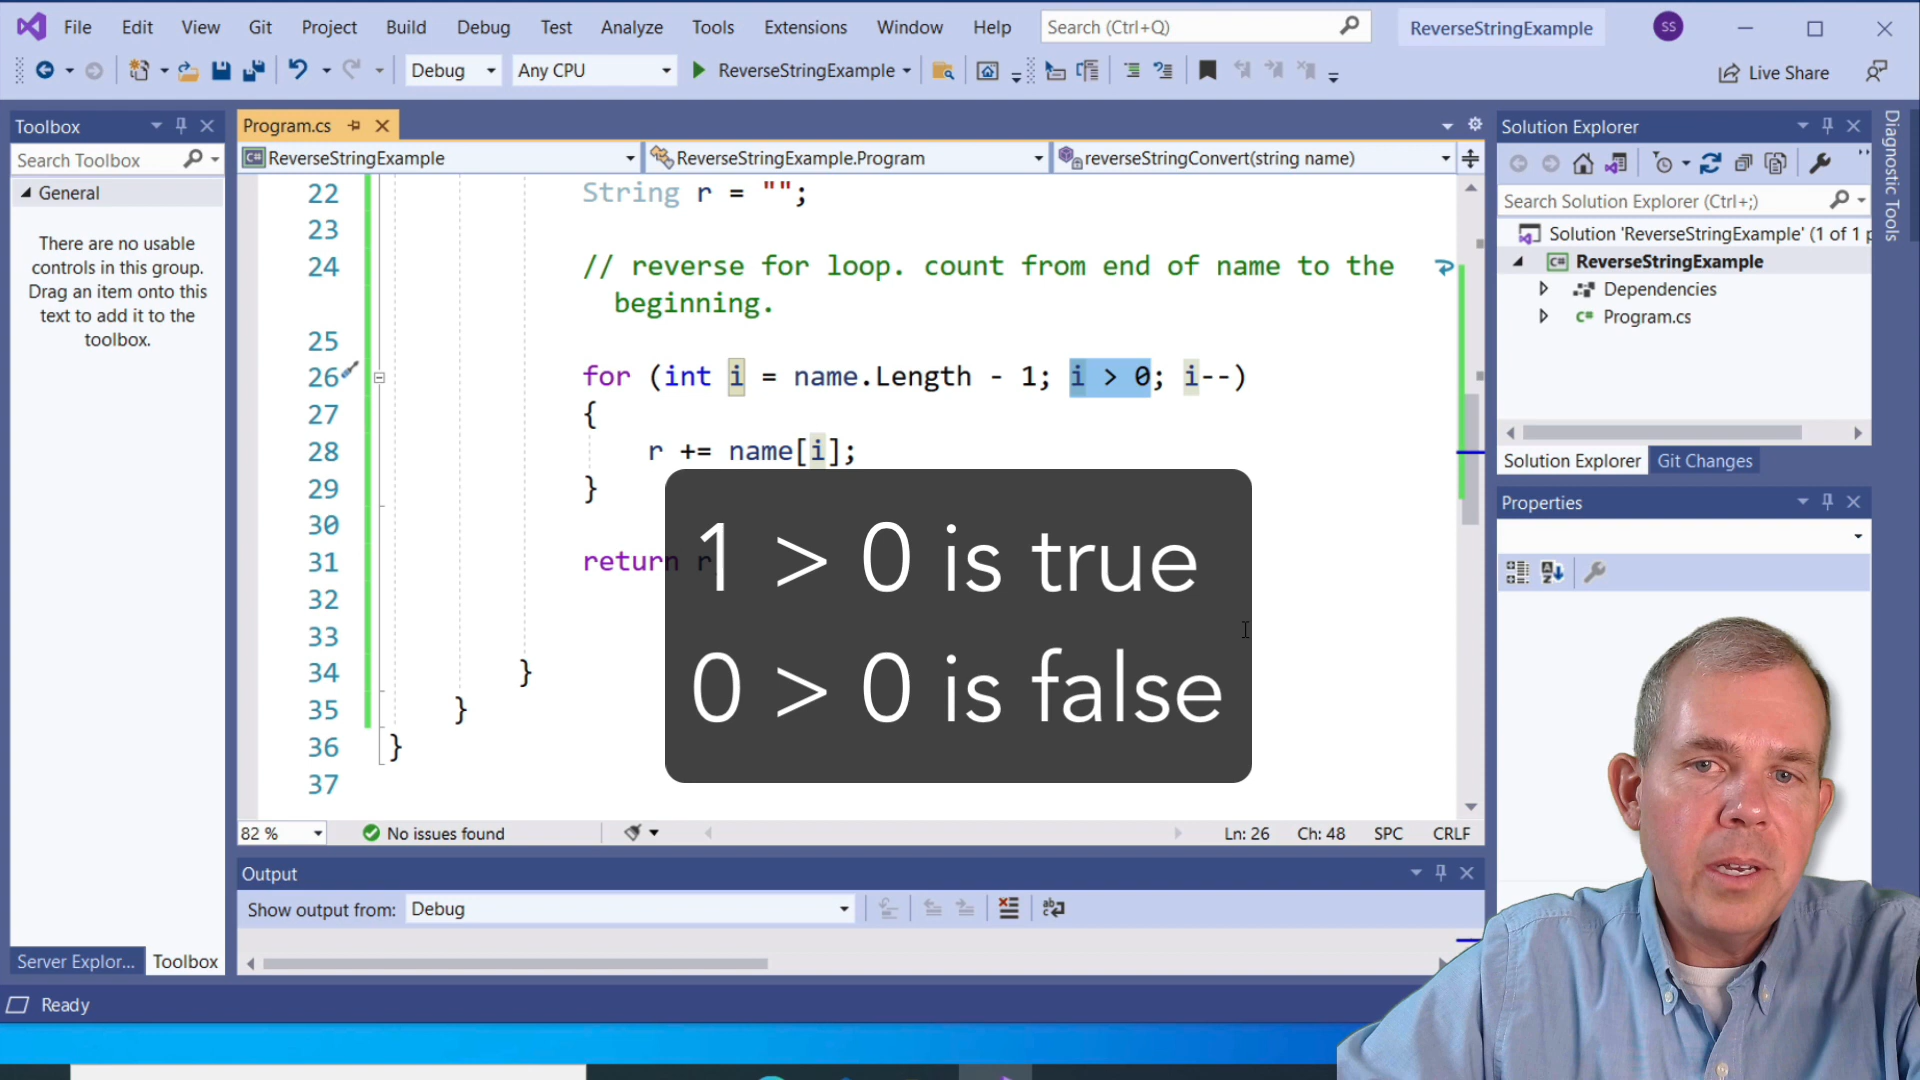 File Edit View Git Project Build Debug Test Analyze Tools Extensions Window Help Search (Ctrl+Q) ReverseStringExample SS
Debug Any CPU ReverseStringExample Live Share
Toolbox
Search Toolbox
General
There are no usable
controls in this group.
Drag an item onto this
text to add it to the
toolbox.
Server Explor... Toolbox
Program.cs
ReverseStringExample ReverseStringExample.Program reverseStringConvert(string name)
22 String r = "";
23
24 // reverse for loop. count from end of name to the
beginning.
25
26 for (int i = name.Length - 1; i > 0; i--)
27 {
28 r += name[i];
29 }
30
31 return r
32
33
34 }
35 }
36 }
37
1 > 0 is true
0 > 0 is false
82 % No issues found Ln: 26 Ch: 48 SPC CRLF
Output
Show output from: Debug
Solution Explorer
Search Solution Explorer (Ctrl+;)
Solution 'ReverseStringExample' (1 of 1 p
C# ReverseStringExample
Dependencies
C# Program.cs
Solution Explorer Git Changes
Properties
Diagnostic Tools
Ready